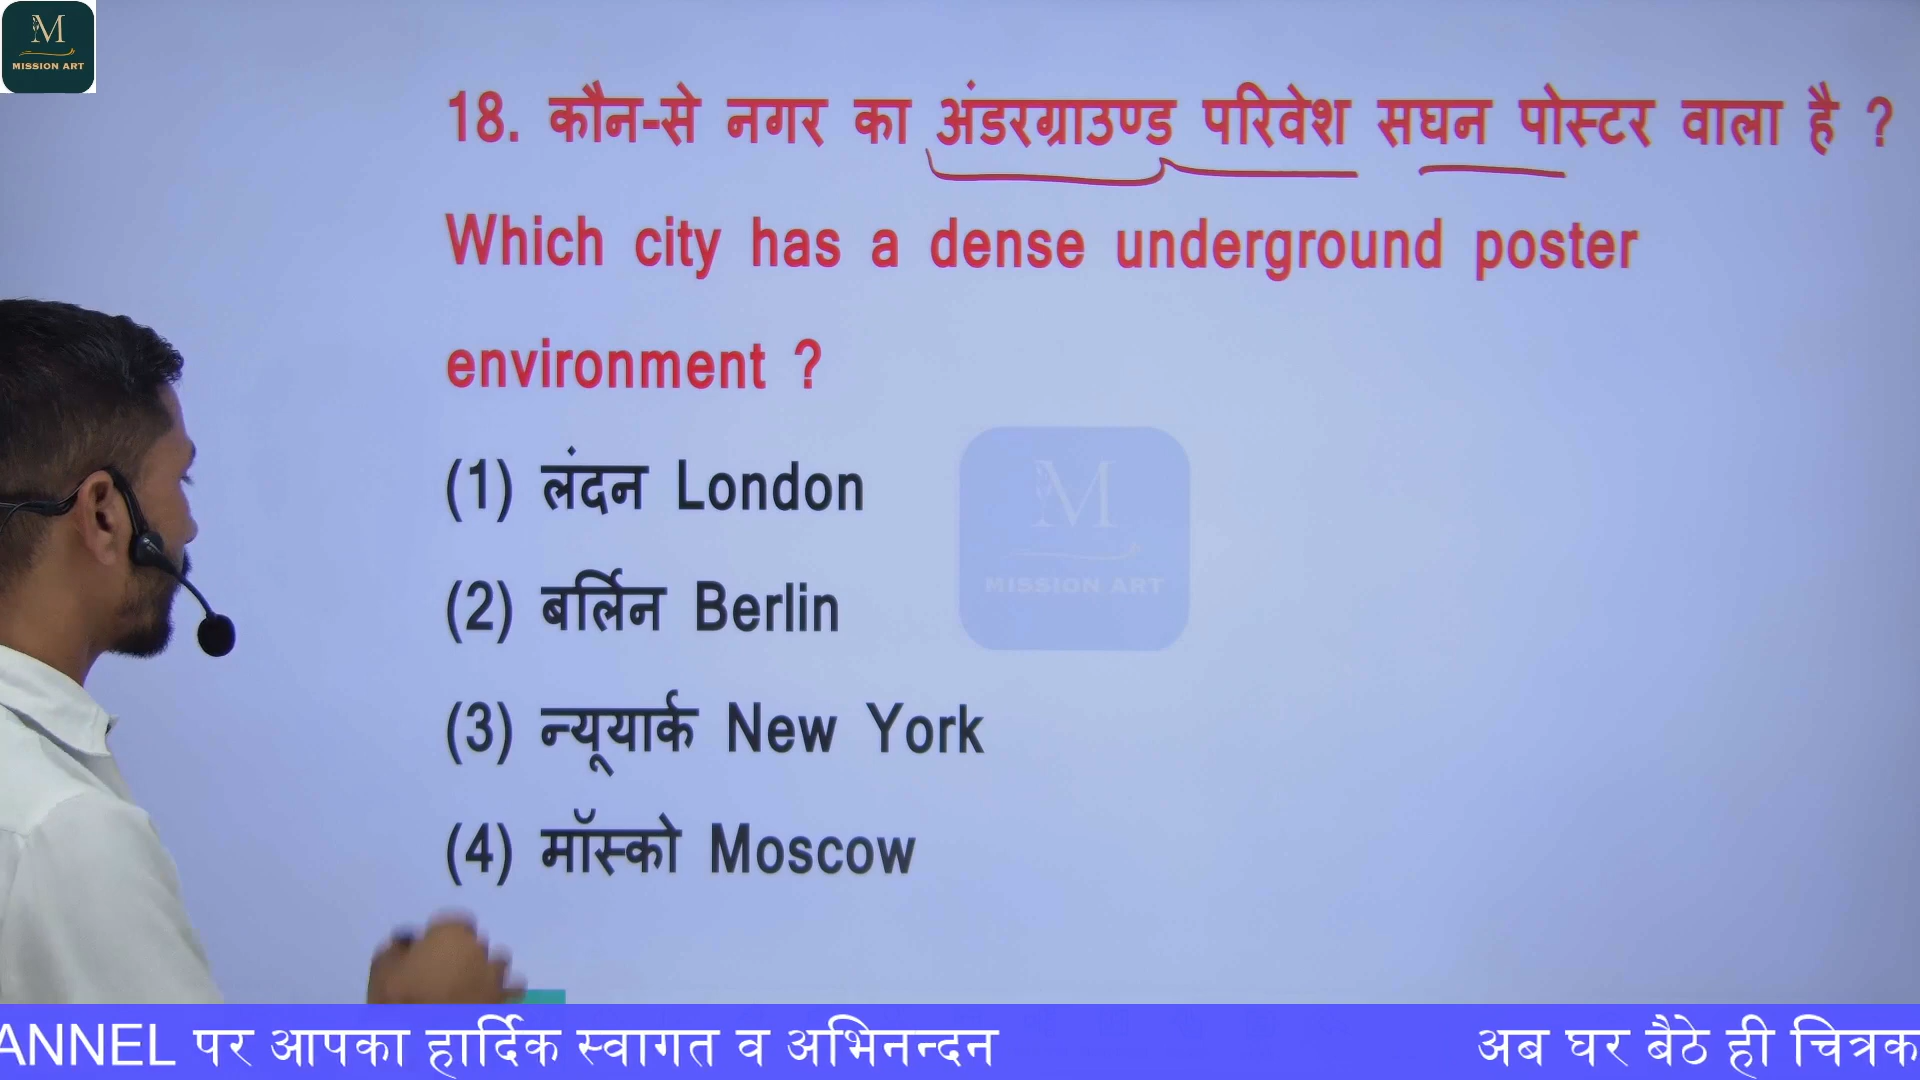 M
MISSION ART
18. कौन-से नगर का अंडरग्राउण्ड परिवेश सघन पोस्टर वाला है ?
Which city has a dense underground poster
environment ?
(1) लंदन London
M
MISSION ART
(2) बर्लिन Berlin
(3) न्यूयार्क New York
(4) मॉस्को Moscow
ANNEL पर आपका हार्दिक स्वागत व अभिनन्दन
अब घर बैठे ही चित्रक